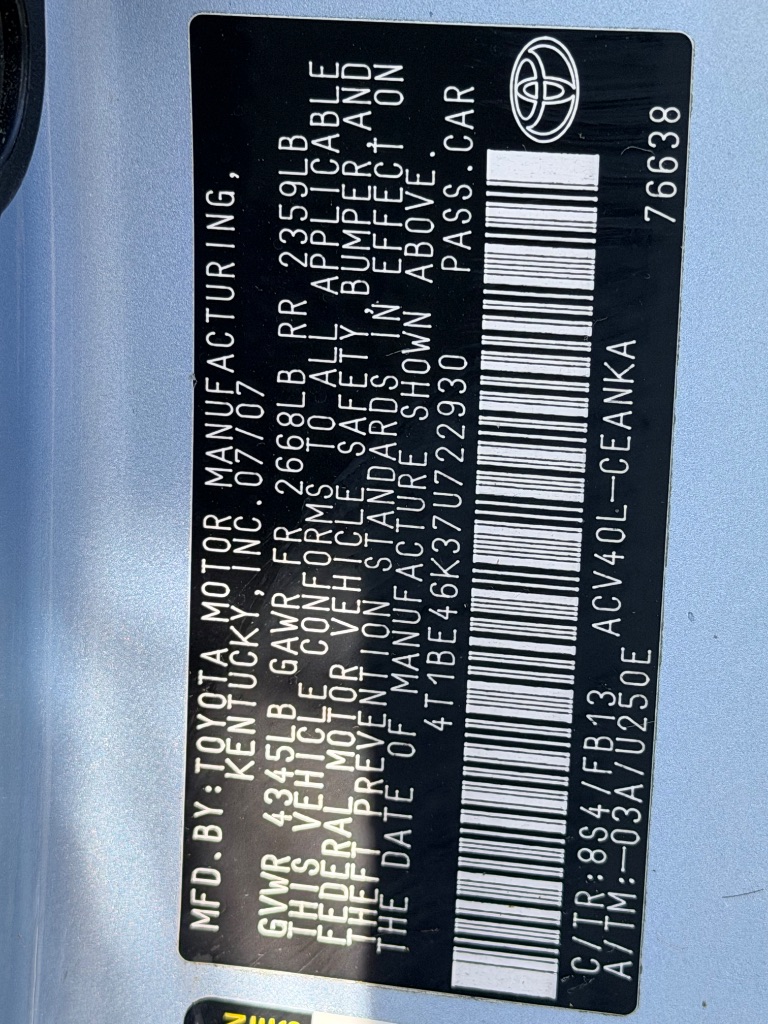 MFD.BY:TOYOTA MOTOR MANUFACTURING,
KENTUCKY, INC.07/07
GVWR 4345LB GAWR FR 2668LB RR 2359LB
THIS VEHICLE CONFORMS TO ALL APPLICABLE
FEDERAL MOTOR VEHICLE SAFETY,BUMPER,AND
THEFT PREVENTION STANDARDS IN EFFECT ON
THE DATE OF MANUFACTURE SHOWN ABOVE.
4T1BE46K37U722930 PASS.CAR
C/TR:8S4/FB13 ACV40L-CEANKA
A/TM:-03A/U250E 76638